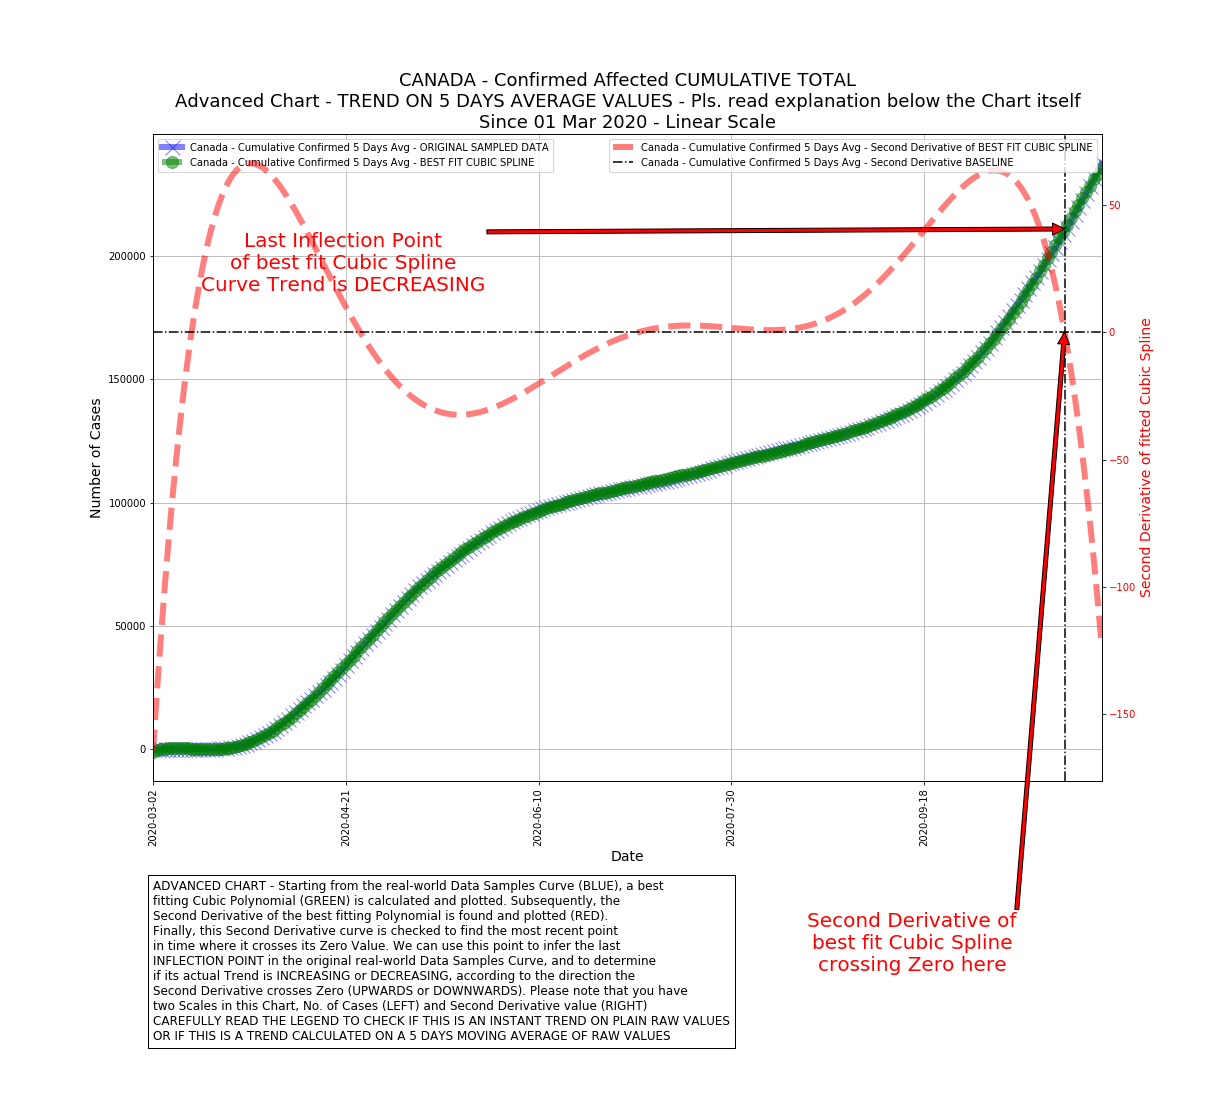 CANADA - Confirmed Affected CUMULATIVE TOTAL
Advanced Chart - TREND ON 5 DAYS AVERAGE VALUES - Pls. read explanation below the Chart itself
Since 01 Mar 2020 - Linear Scale
Canada - Cumulative Confirmed 5 Days Avg - ORIGINAL SAMPLED DATA
Canada - Cumulative Confirmed 5 Days Avg - BEST FIT CUBIC SPLINE
Canada - Cumulative Confirmed 5 Days Avg - Second Derivative of BEST FIT CUBIC SPLINE
Canada - Cumulative Confirmed 5 Days Avg - Second Derivative BASELINE
Last Inflection Point
of best fit Cubic Spline
Curve Trend is DECREASING
Number of Cases
200000
150000
100000
50000
0
50
0
−50
−100
−150
Second Derivative of fitted Cubic Spline
2020-03-02
2020-04-21
2020-06-10
2020-07-30
2020-09-18
Date
ADVANCED CHART - Starting from the real-world Data Samples Curve (BLUE), a best
fitting Cubic Polynomial (GREEN) is calculated and plotted. Subsequently, the
Second Derivative of the best fitting Polynomial is found and plotted (RED).
Finally, this Second Derivative curve is checked to find the most recent point
in time where it crosses its Zero Value. We can use this point to infer the last
INFLECTION POINT in the original real-world Data Samples Curve, and to determine
if its actual Trend is INCREASING or DECREASING, according to the direction the
Second Derivative crosses Zero (UPWARDS or DOWNWARDS). Please note that you have
two Scales in this Chart, No. of Cases (LEFT) and Second Derivative value (RIGHT)
CAREFULLY READ THE LEGEND TO CHECK IF THIS IS AN INSTANT TREND ON PLAIN RAW VALUES
OR IF THIS IS A TREND CALCULATED ON A 5 DAYS MOVING AVERAGE OF RAW VALUES
Second Derivative of
best fit Cubic Spline
crossing Zero here